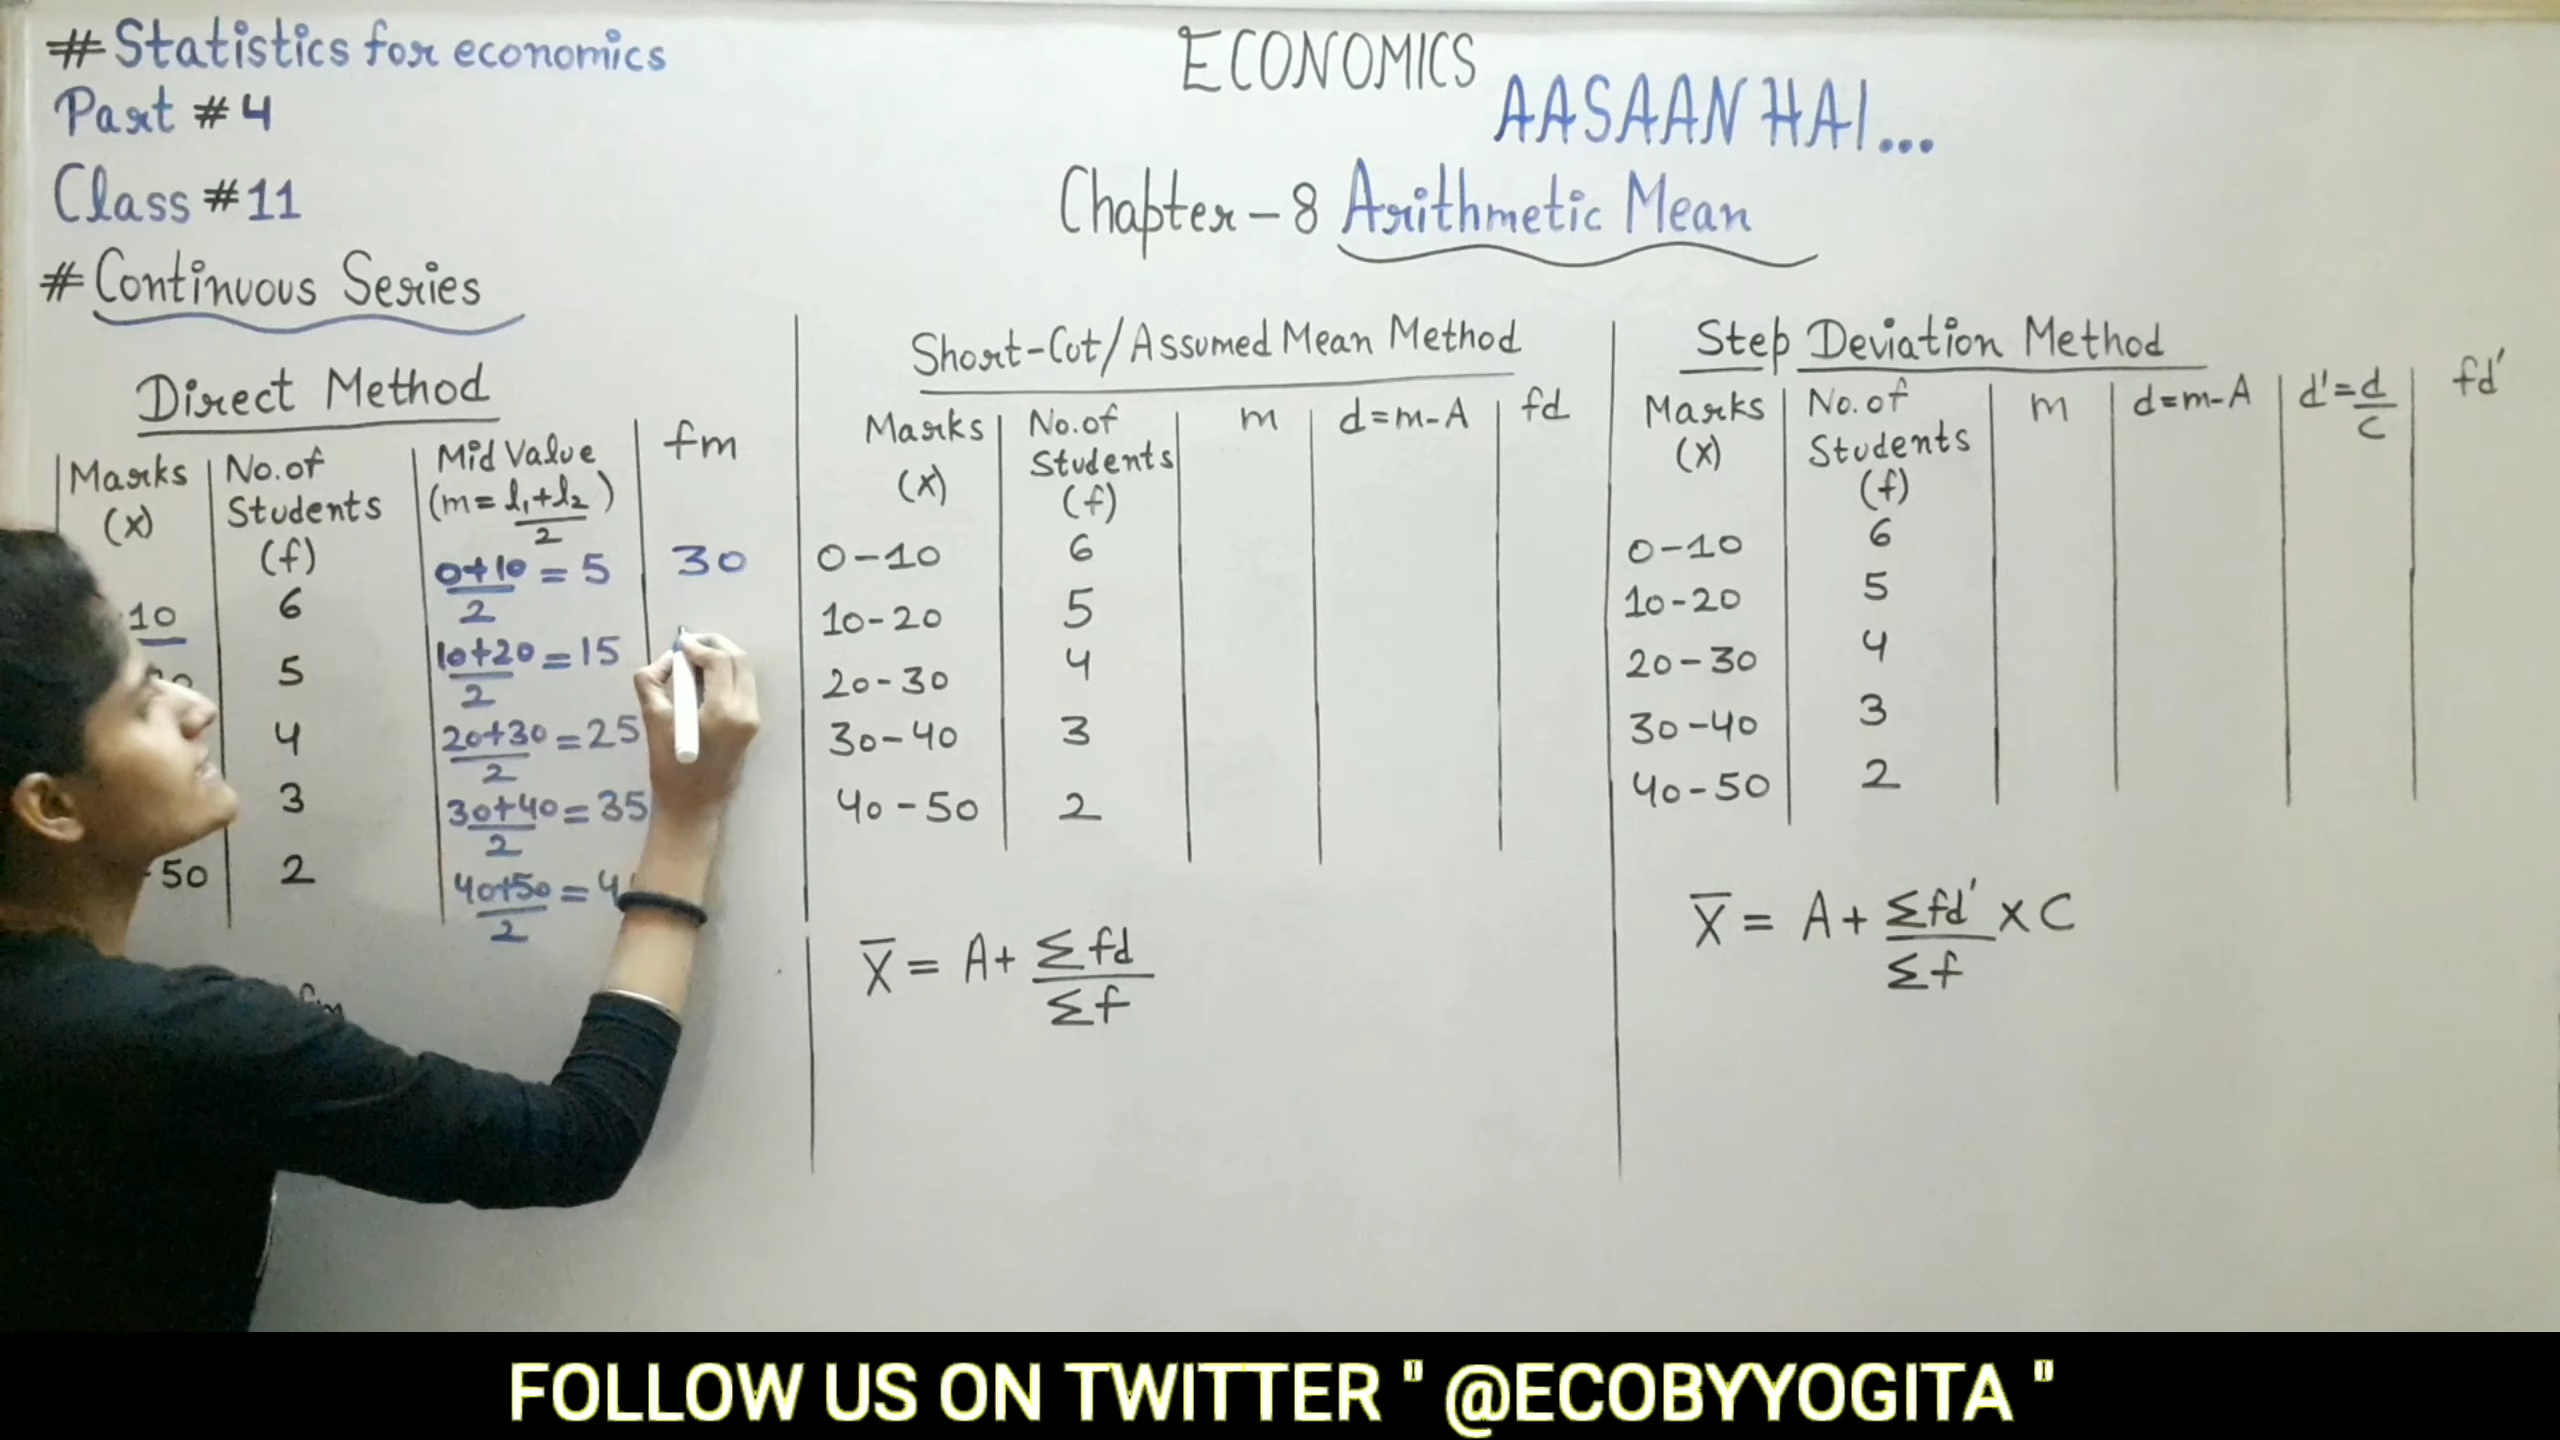 # Statistics for economics
Part # 4
Class # 11
# Continuous Series
ECONOMICS
AASAAN HAI...
Chapter - 8 Arithmetic Mean
Direct Method
Marks (x) | No. of Students (f) | Mid Value (m = l₁+l₂/2) | fm
10 | 6 | 0+10/2 = 5 | 30
5 | 10+20/2 = 15
4 | 20+30/2 = 25
3 | 30+40/2 = 35
50 | 2 | 40+50/2 = 4
Short-Cut/Assumed Mean Method
Marks (x) | No. of Students (f) | m | d = m - A | fd
0-10 | 6
10-20 | 5
20-30 | 4
30-40 | 3
40-50 | 2
X̄ = A + Σfd/Σf
Step Deviation Method
Marks (x) | No. of Students (f) | m | d = m - A | d' = d/c | fd'
0-10 | 6
10-20 | 5
20-30 | 4
30-40 | 3
40-50 | 2
X̄ = A + Σfd'/Σf x C
FOLLOW US ON TWITTER " @ECOBYYOGITA "